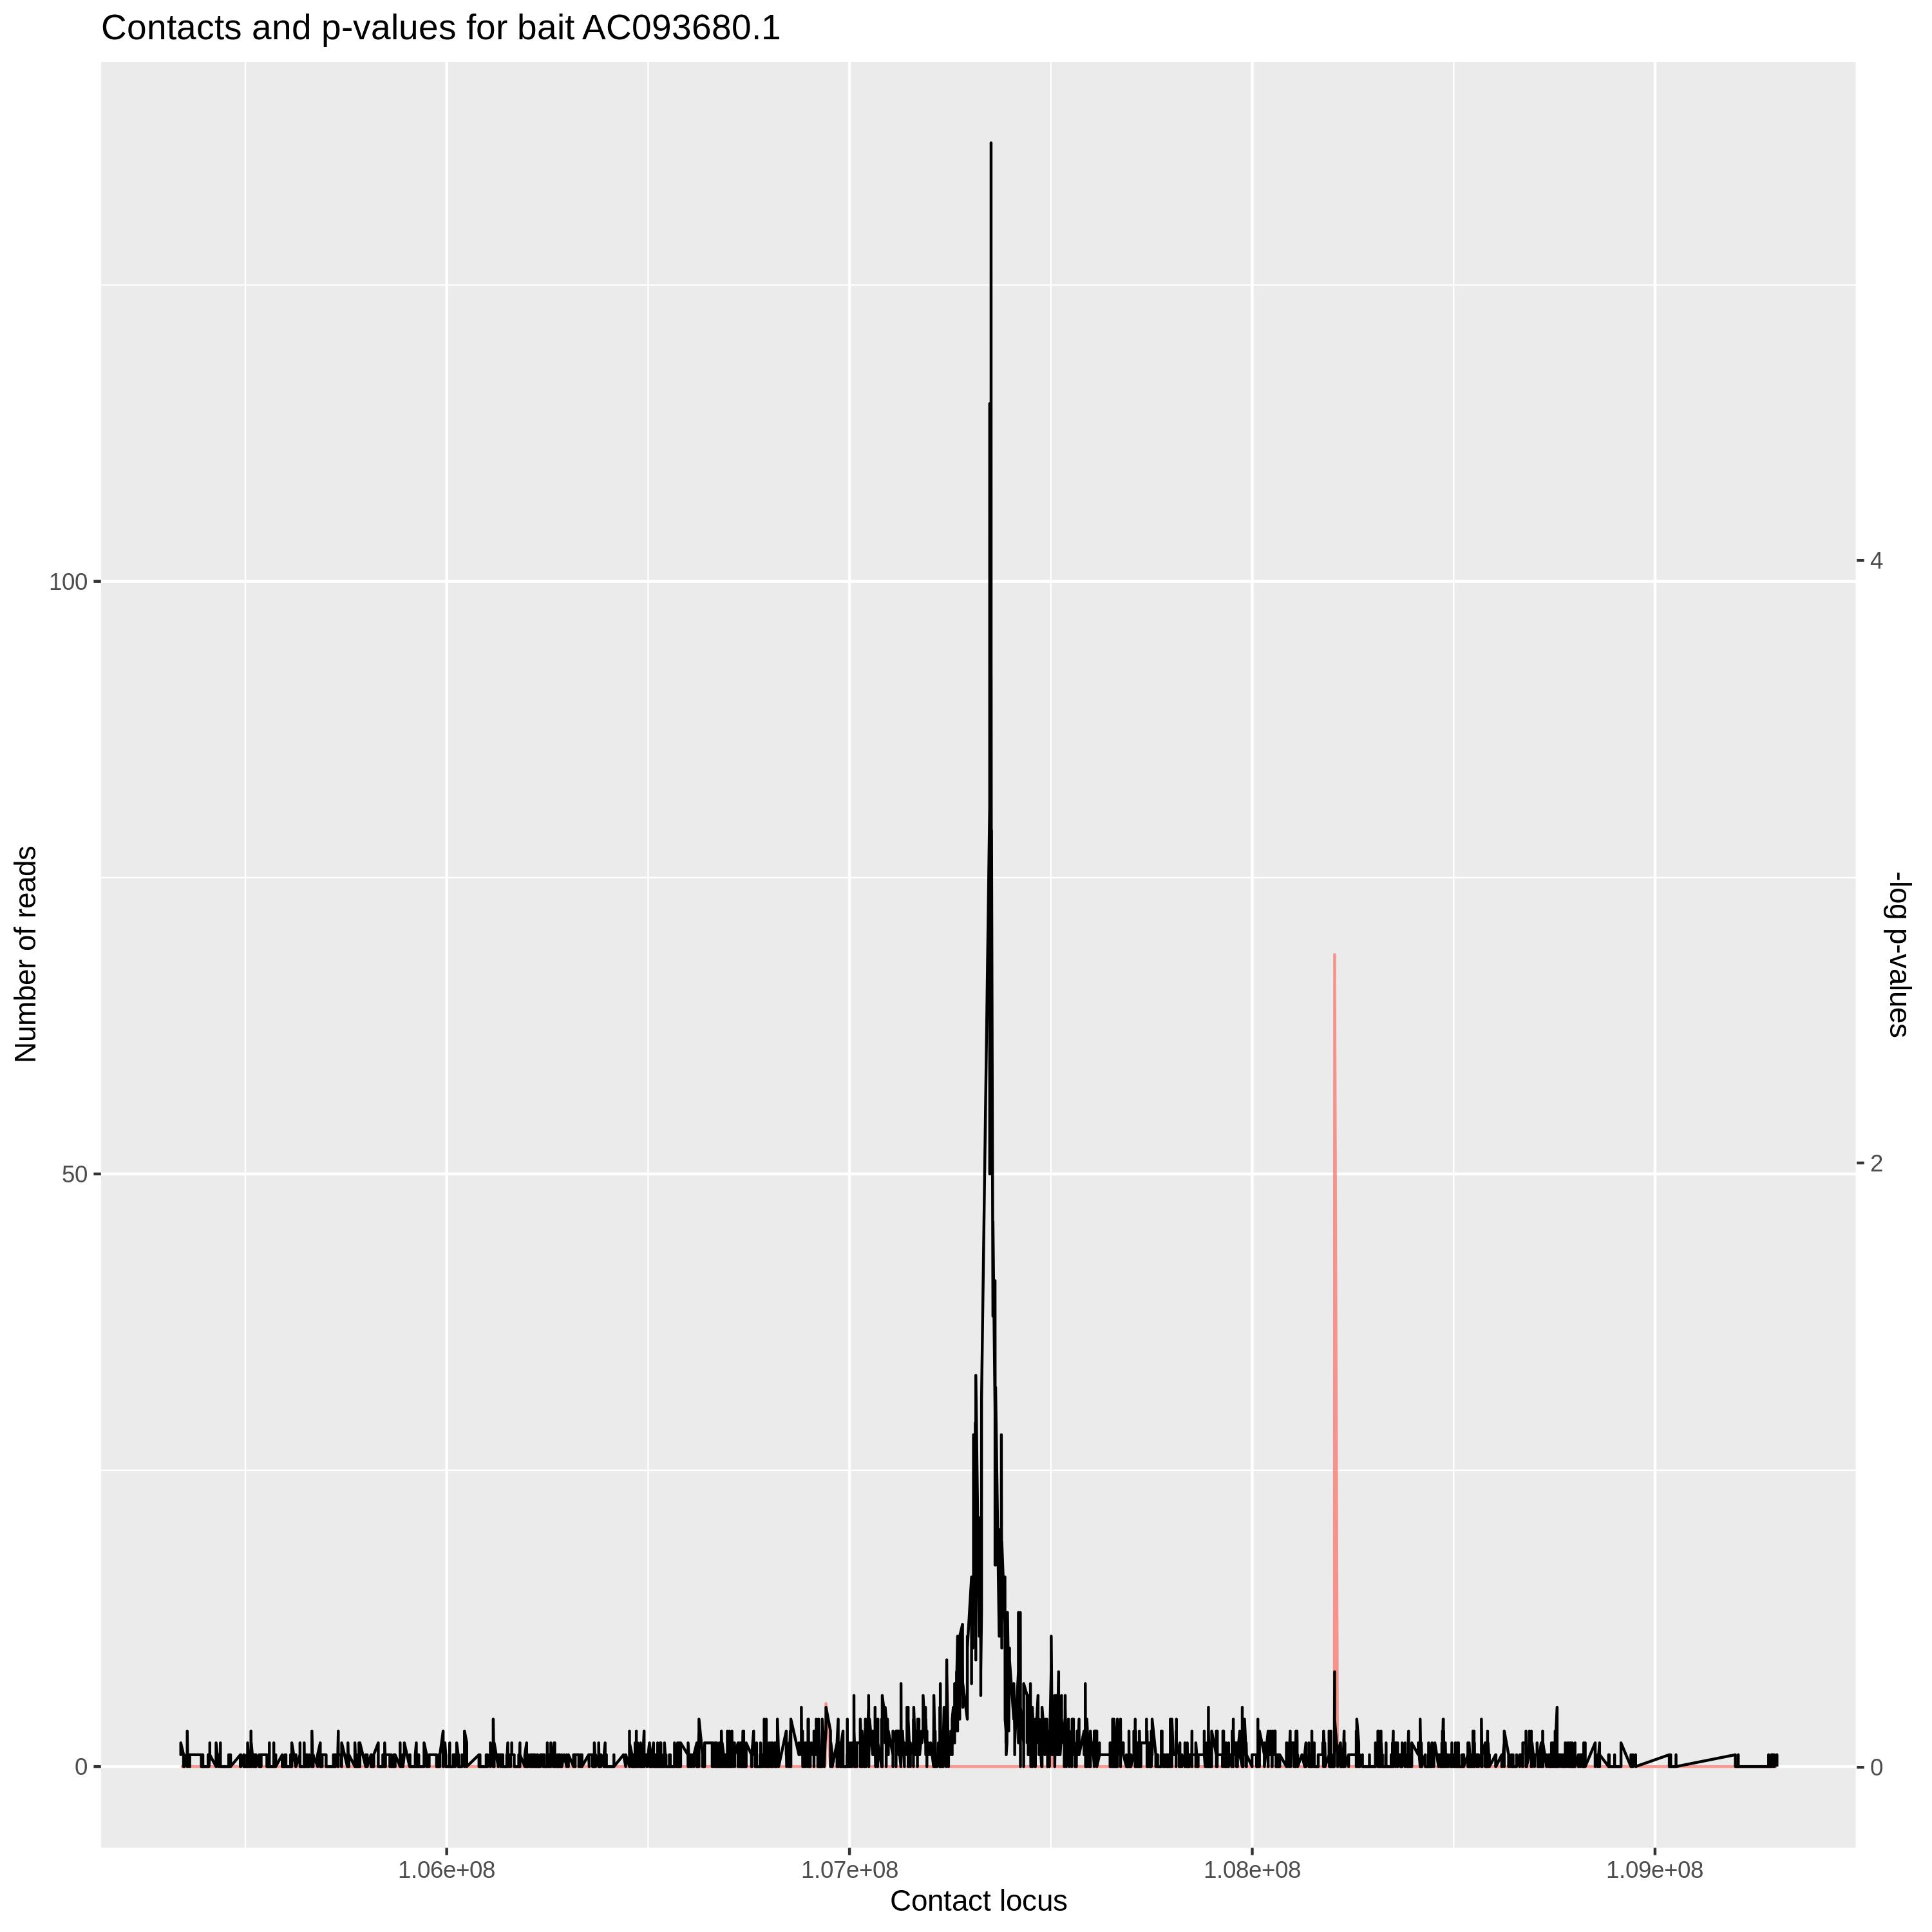 Contacts and p-values for bait AC093680.1
100
50
0
4
2
0
Number of reads
-log p-values
1.06e+08
1.07e+08
1.08e+08
1.09e+08
Contact locus